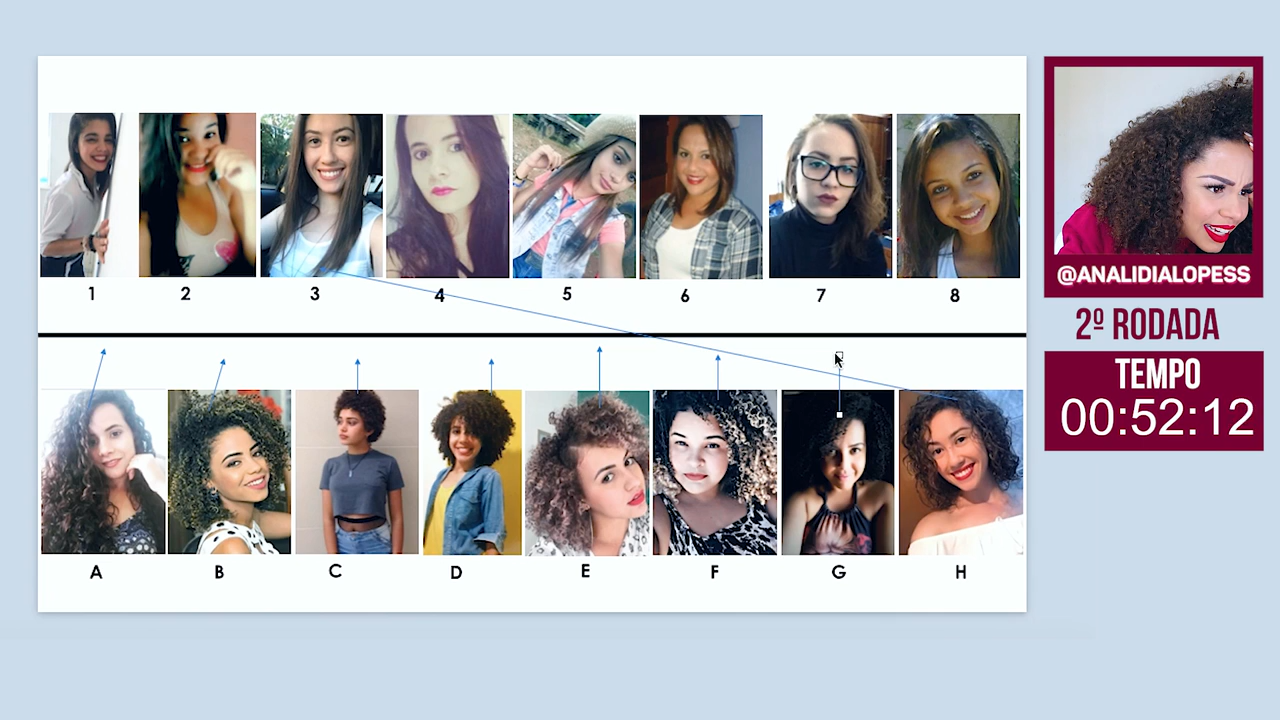 1 2 3 4 5 6 7 8
A B C D E F G H
@ANALIDIALOPESS
2º RODADA
TEMPO
00:52:12